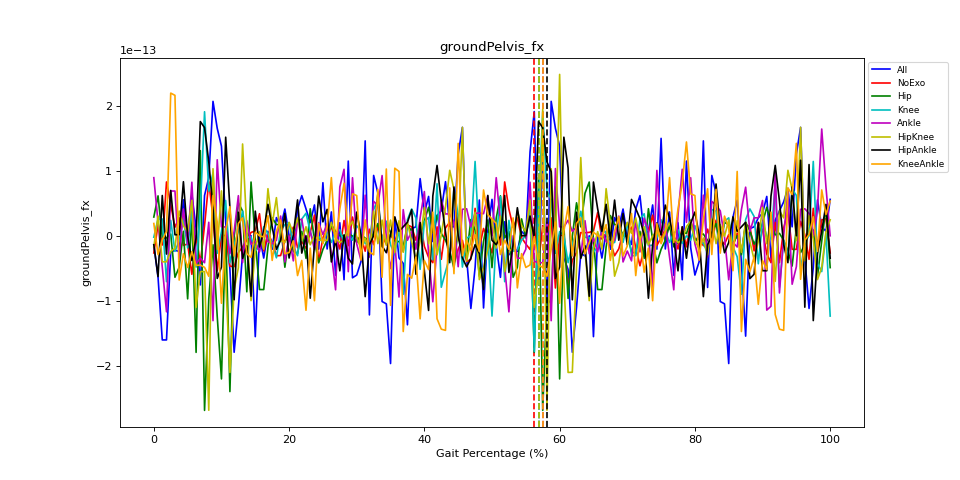 groundPelvis_fx
1e−13
groundPelvis_fx
2
1
0
−1
−2
0
20
40
60
80
100
Gait Percentage (%)
All
NoExo
Hip
Knee
Ankle
HipKnee
HipAnkle
KneeAnkle